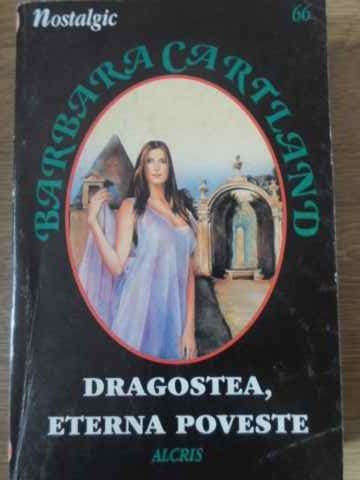 nostalgic
66
BARBARA CARTLAND
DRAGOSTEA,
ETERNA POVESTE
ALCRIS